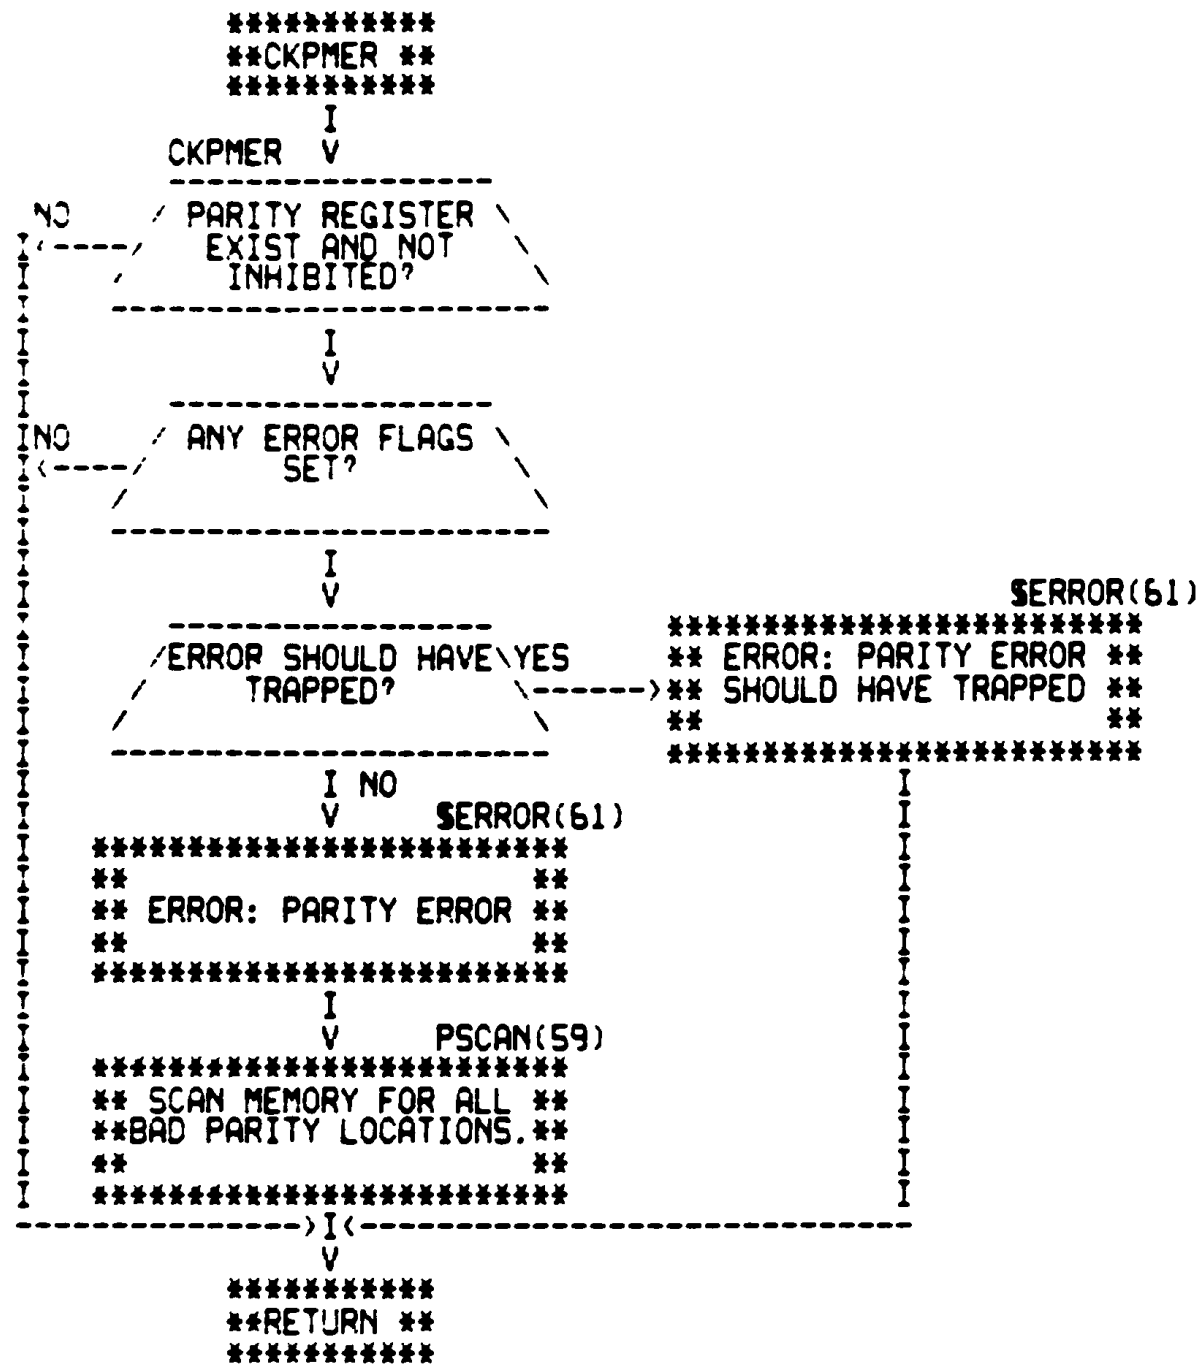 ***********
**CKPMER **
***********
I
CKPMER V
-----------------
NO / PARITY REGISTER \
I<-----/ EXIST AND NOT \
/ INHIBITED? \
-----------------------
I
V
-----------------
INO / ANY ERROR FLAGS \
I<-----/ SET? \
/ \
-----------------------
I
V
$ERROR(61)
----------------- *************************
/ERROR SHOULD HAVE\YES ** ERROR: PARITY ERROR **
/ TRAPPED? \------>** SHOULD HAVE TRAPPED **
/ \ ** **
----------------------- *************************
I NO
V $ERROR(61)
*************************
** **
** ERROR: PARITY ERROR **
** **
*************************
I
V PSCAN(59)
*************************
** SCAN MEMORY FOR ALL **
**BAD PARITY LOCATIONS.**
** **
*************************
--------------->I<-----------------------------
V
***********
**RETURN **
***********